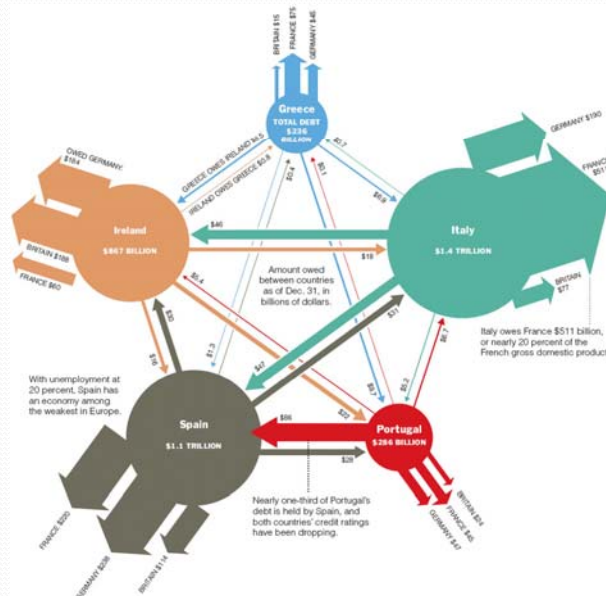 BRITAIN $15
FRANCE $75
GERMANY $45
Greece
TOTAL DEBT
$236
BILLION
GREECE OWES IRELAND $8.5
IRELAND OWES GREECE $0.8
$0.4
$0.1
$0.7
$6.9
GERMANY $190
FRANCE
$511
BRITAIN
$77
Italy
$1.4 TRILLION
OWED GERMANY
$184
Ireland
$867 BILLION
BRITAIN $188
FRANCE $60
$46
$18
Amount owed
between countries
as of Dec. 31, in
billions of dollars.
Italy owes France $511 billion,
or nearly 20 percent of the
French gross domestic product
$5.4
$30
$16
$1.3
$47
$31
$22
$9.7
$5.2
$6.7
With unemployment at
20 percent, Spain has
an economy among
the weakest in Europe.
Spain
$1.1 TRILLION
$86
$28
Portugal
$286 BILLION
Nearly one-third of Portugal's
debt is held by Spain, and
both countries' credit ratings
have been dropping.
FRANCE $220
GERMANY $238
BRITAIN $114
BRITAIN $24
FRANCE $45
GERMANY $47